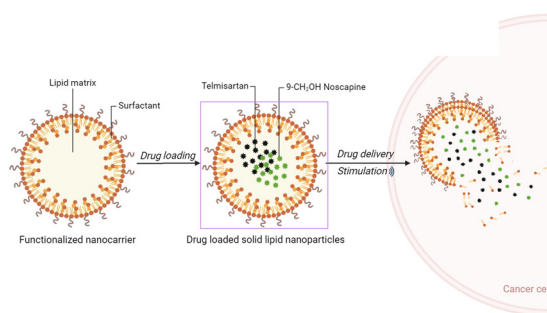 Lipid matrix
Surfactant
Functionalized nanocarrier
Drug loading
Telmisartan
9-CH₂OH Noscapine
Drug loaded solid lipid nanoparticles
Drug delivery
Stimulation
Cancer ce